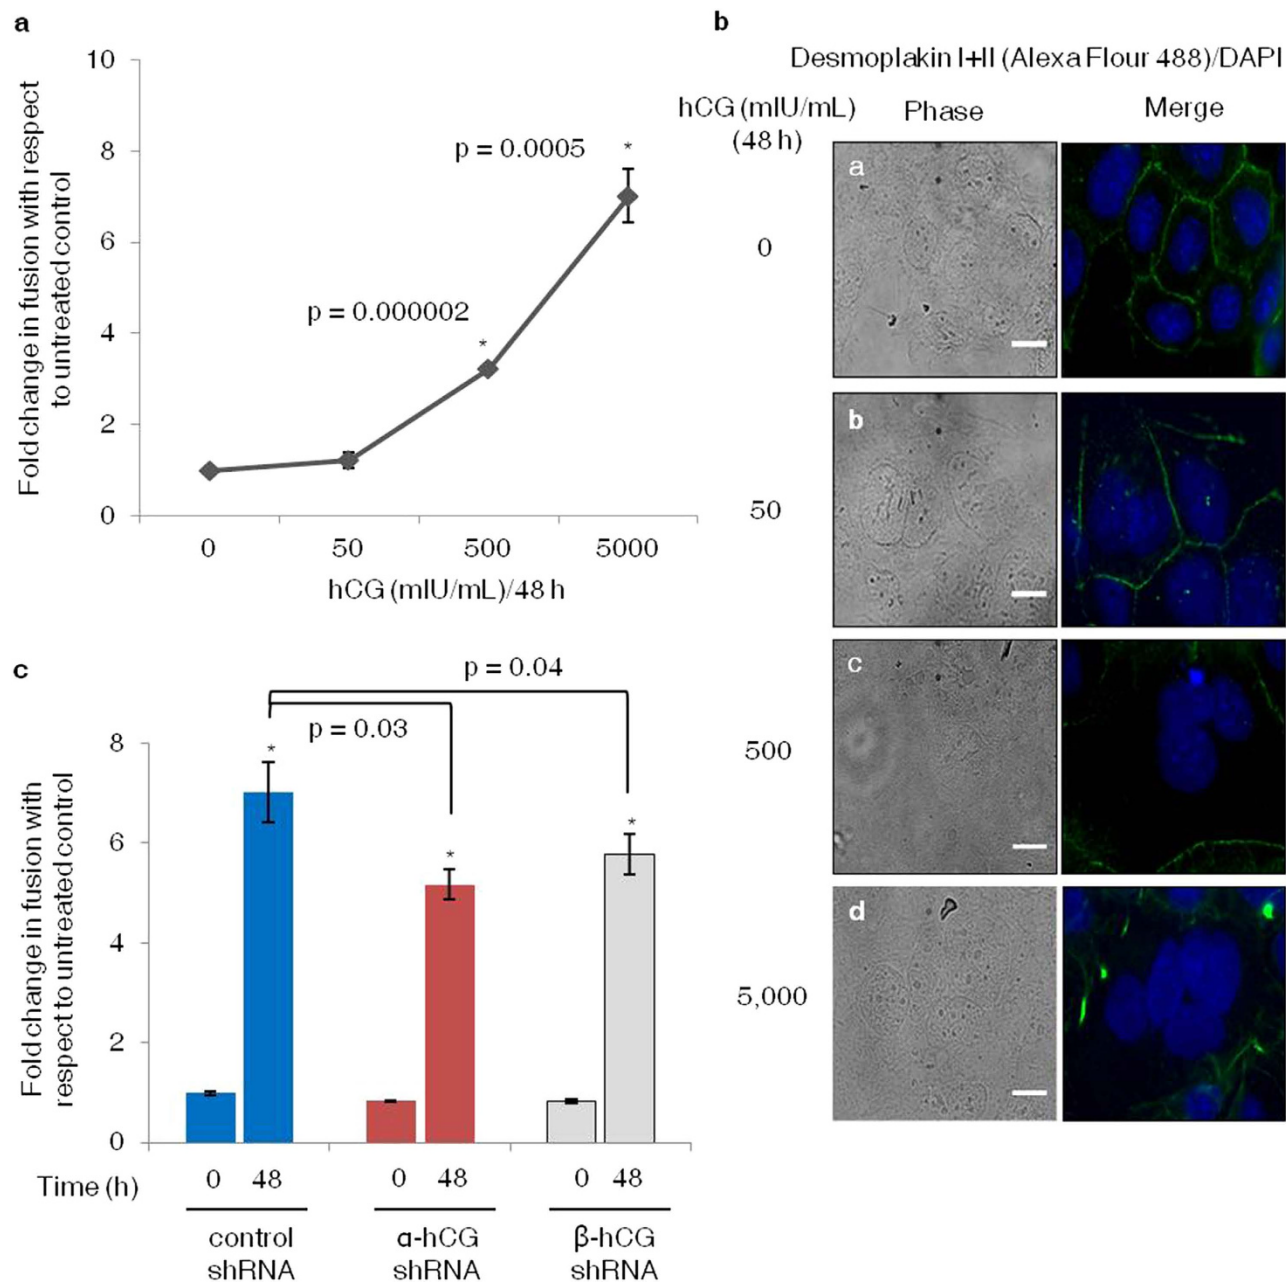 a
10
8
6
4
2
0
Fold change in fusion with respect
to untreated control
p = 0.0005
*
p = 0.000002
*
0 50 500 5000
hCG (mIU/mL)/48 h
b
Desmoplakin I+II (Alexa Flour 488)/DAPI
hCG (mIU/mL)
(48 h)
Phase Merge
0
a
50
b
500
c
5,000
d
c
p = 0.04
p = 0.03
8
6
4
2
0
Fold change in fusion with
respect to untreated control
* * *
Time (h) 0 48 0 48 0 48
control
shRNA
α-hCG
shRNA
β-hCG
shRNA